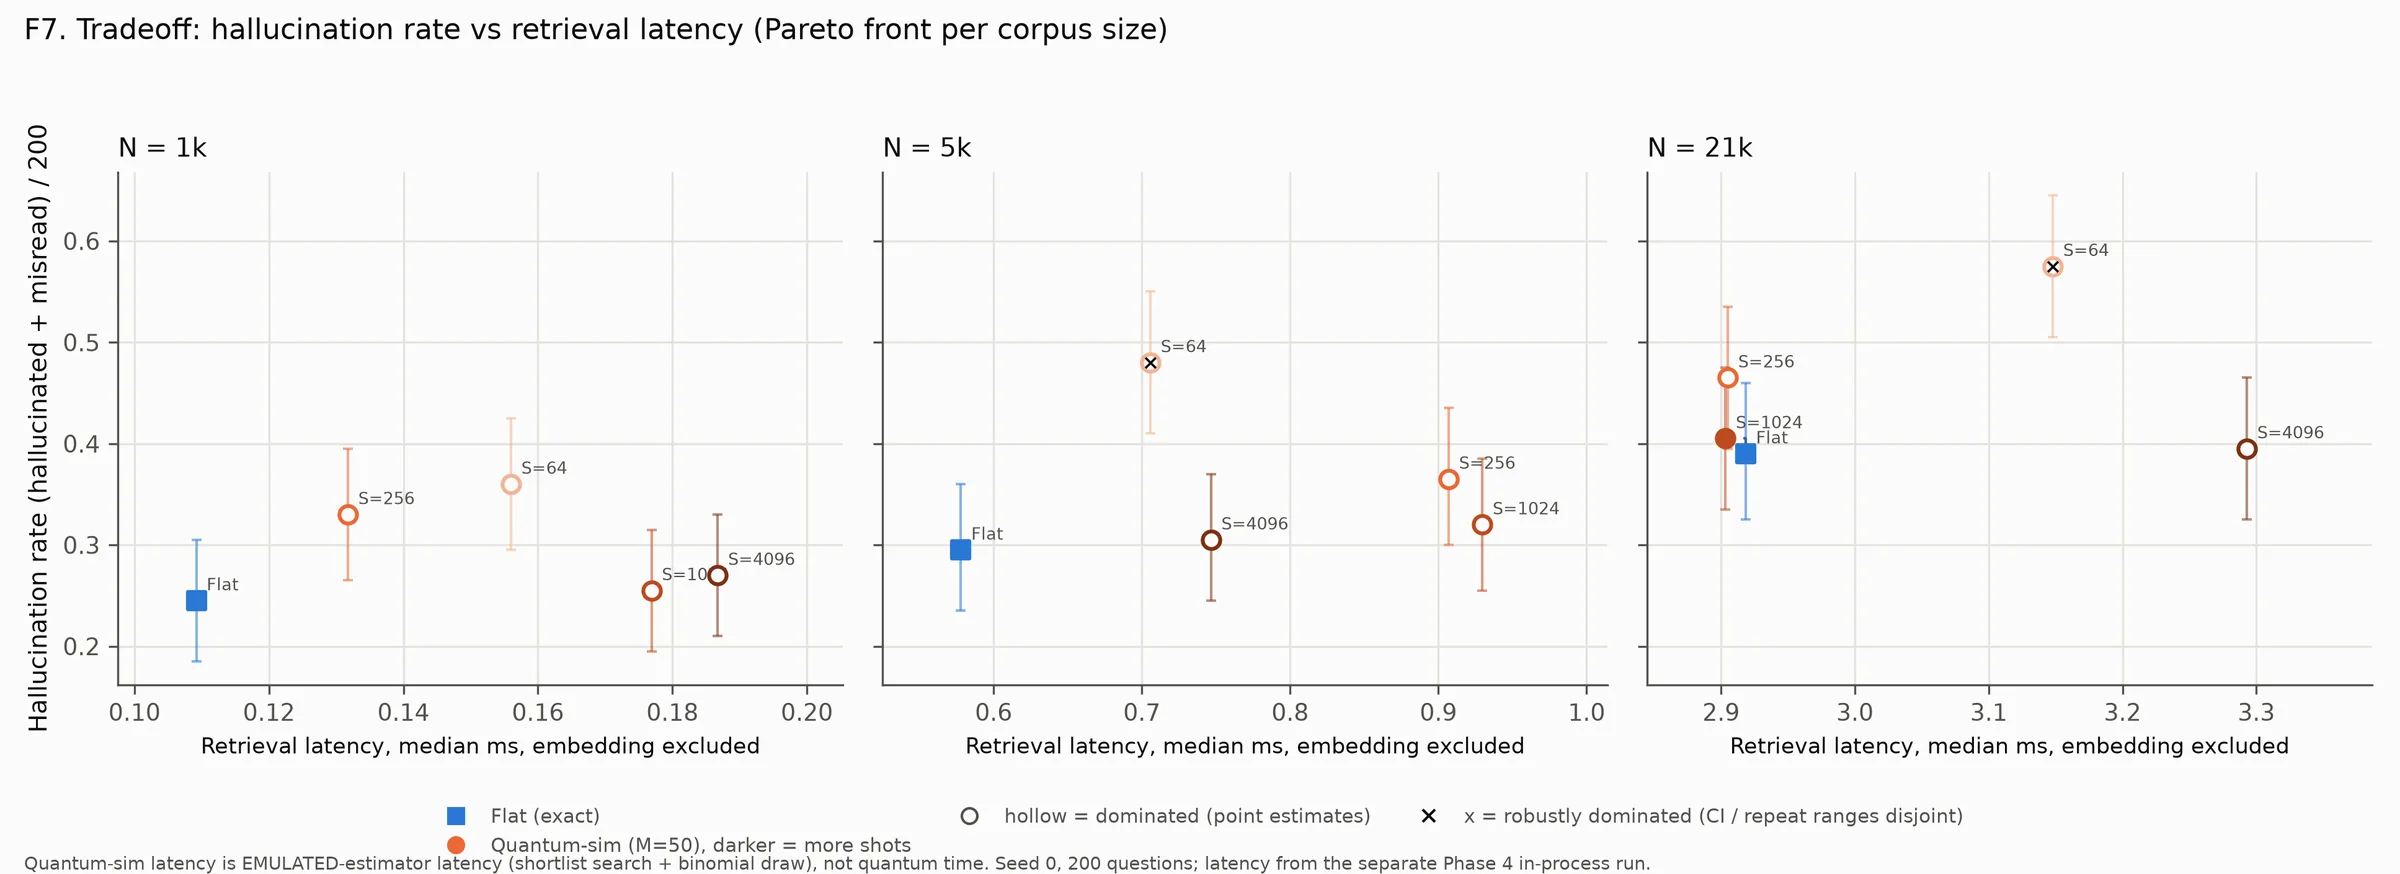 F7. Tradeoff: hallucination rate vs retrieval latency (Pareto front per corpus size)
Hallucination rate (hallucinated + misread) / 200
N = 1k
0.6
0.5
0.4
0.3
0.2
Flat
S=256
S=64
S=10
S=4096
0.10 0.12 0.14 0.16 0.18 0.20
Retrieval latency, median ms, embedding excluded
N = 5k
S=64
Flat
S=4096
S=256
S=1024
0.6 0.7 0.8 0.9 1.0
Retrieval latency, median ms, embedding excluded
N = 21k
S=64
S=256
S=1024
Flat
S=4096
2.9 3.0 3.1 3.2 3.3
Retrieval latency, median ms, embedding excluded
Flat (exact)
Quantum-sim (M=50), darker = more shots
hollow = dominated (point estimates)
x = robustly dominated (CI / repeat ranges disjoint)
Quantum-sim latency is EMULATED-estimator latency (shortlist search + binomial draw), not quantum time. Seed 0, 200 questions; latency from the separate Phase 4 in-process run.